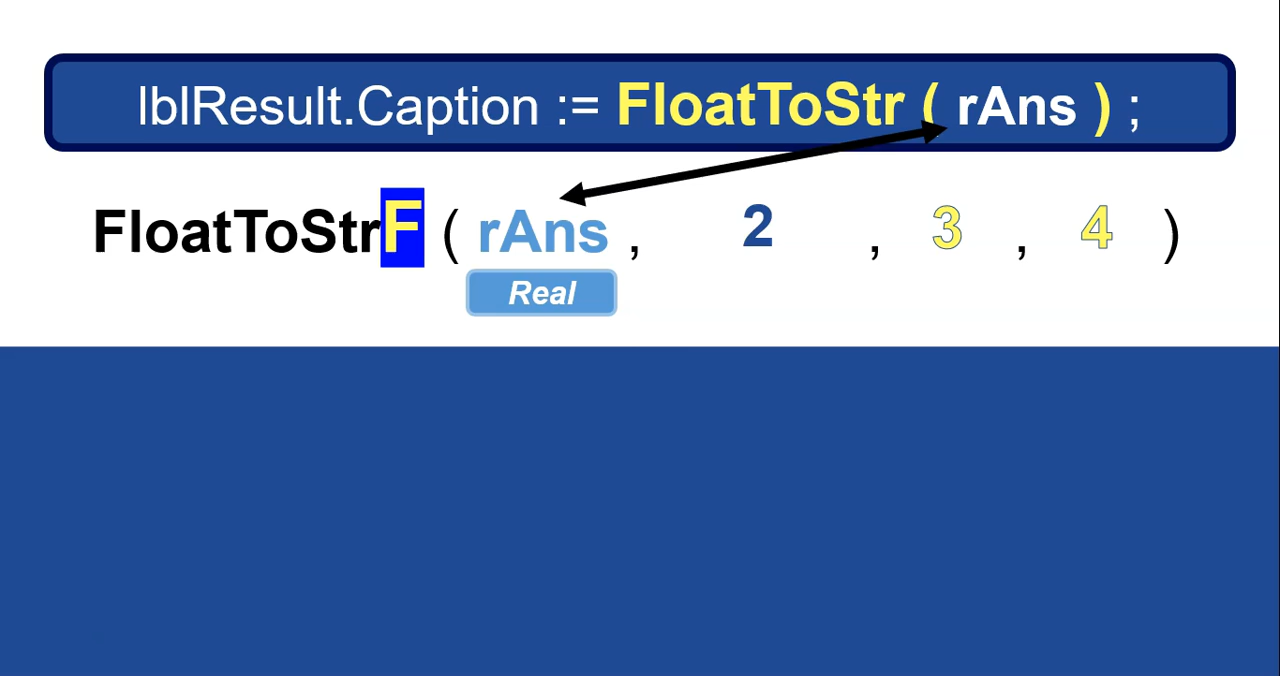 lblResult.Caption := FloatToStr ( rAns ) ;
FloatToStrF ( rAns , 2 , 3 , 4 )
Real